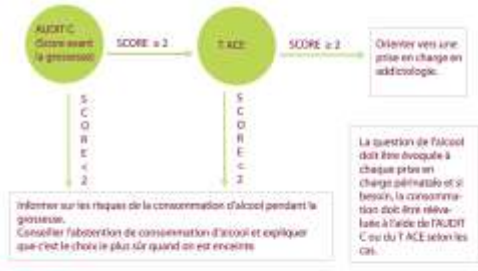 AUDIT C
(Score avant
la grossesse)
SCORE ≥ 2
T ACE
SCORE ≥ 2
Orienter vers une
prise en charge en
addictologie.
S
C
O
R
E
<
2
S
C
O
R
E
<
2
La question de l'alcool
doit être évoquée à
chaque prise en
charge périnatale et si
besoin, la consomma-
tion doit être rééva-
luée à l'aide de l'AUDIT
C ou du T ACE selon les
cas.
Informer sur les risques de la consommation d'alcool pendant la
grossesse.
Conseiller l'abstention de consommation d'alcool et expliquer
que c'est le choix le plus sûr quand on est enceinte